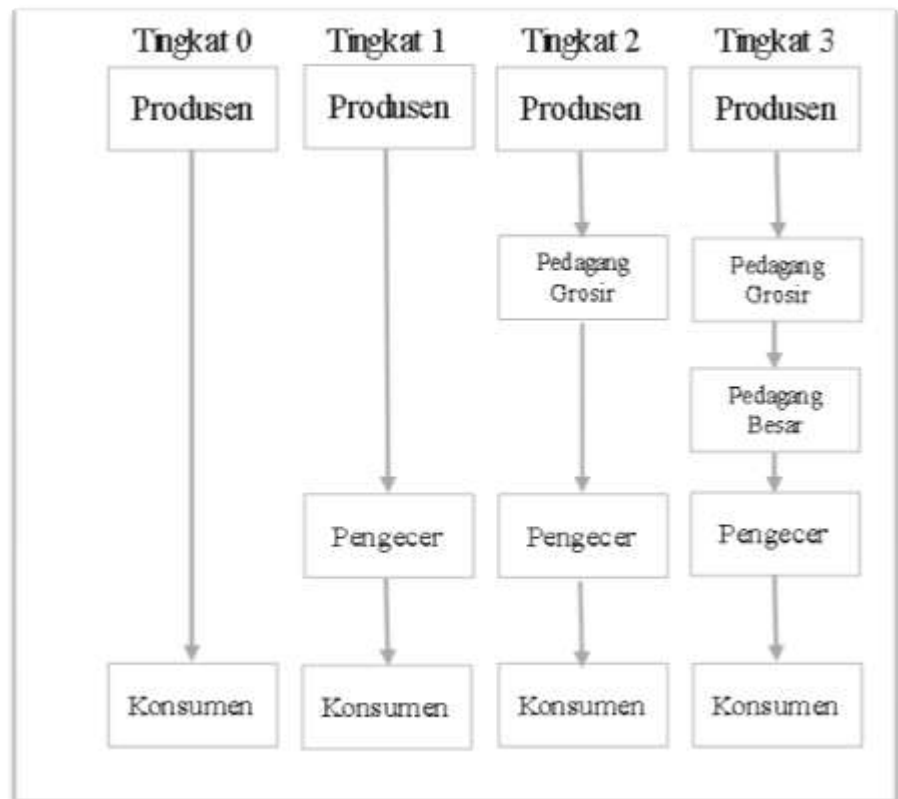 Tingkat 0
Tingkat 1
Tingkat 2
Tingkat 3
Produsen
Produsen
Produsen
Produsen
Pedagang
Grosir
Pedagang
Grosir
Pedagang
Besar
Pengecer
Pengecer
Pengecer
Konsumen
Konsumen
Konsumen
Konsumen